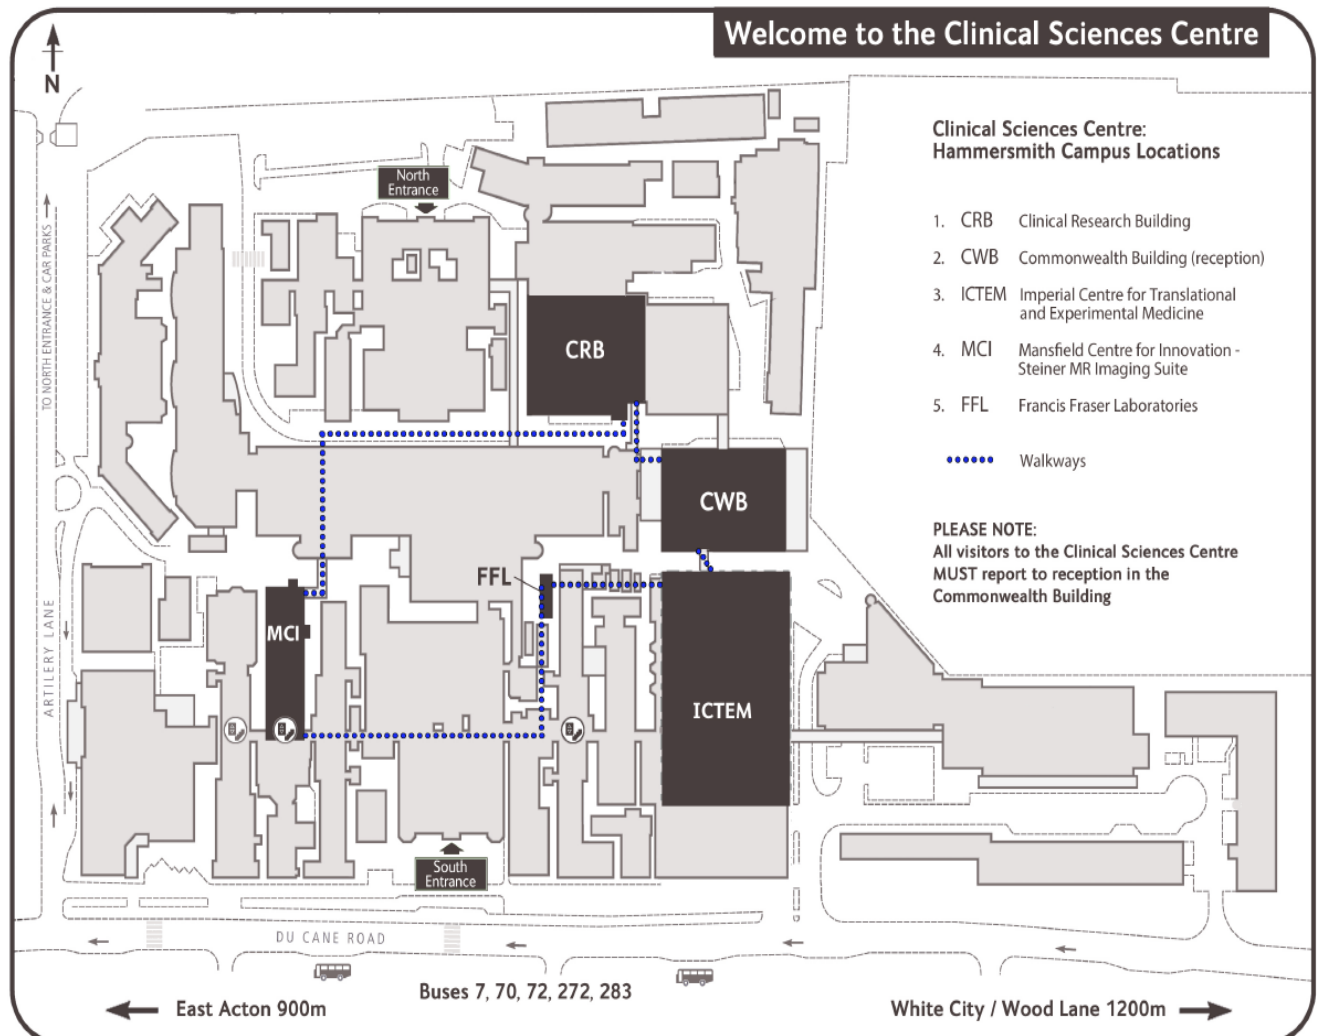 Welcome to the Clinical Sciences Centre
N
North
Entrance
Clinical Sciences Centre:
Hammersmith Campus Locations
1. CRB Clinical Research Building
2. CWB Commonwealth Building (reception)
3. ICTEM Imperial Centre for Translational
and Experimental Medicine
4. MCI Mansfield Centre for Innovation -
Steiner MR Imaging Suite
5. FFL Francis Fraser Laboratories
Walkways
PLEASE NOTE:
All visitors to the Clinical Sciences Centre
MUST report to reception in the
Commonwealth Building
TO NORTH ENTRANCE & CAR PARKS
ARTILERY LANE
CRB
CWB
FFL
MCI
ICTEM
South
Entrance
DU CANE ROAD
Buses 7, 70, 72, 272, 283
East Acton 900m
White City / Wood Lane 1200m